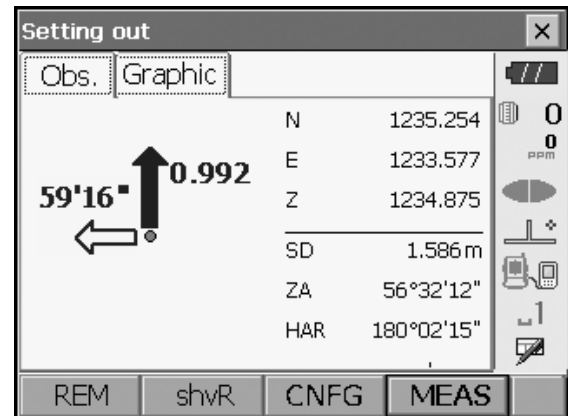 Setting out
Obs. Graphic
N 1235.254
E 1233.577
Z 1234.875
SD 1.586m
ZA 56°32'12"
HAR 180°02'15"
0.992
59'16"
0
0
PPM
1
REM shvR CNFG MEAS